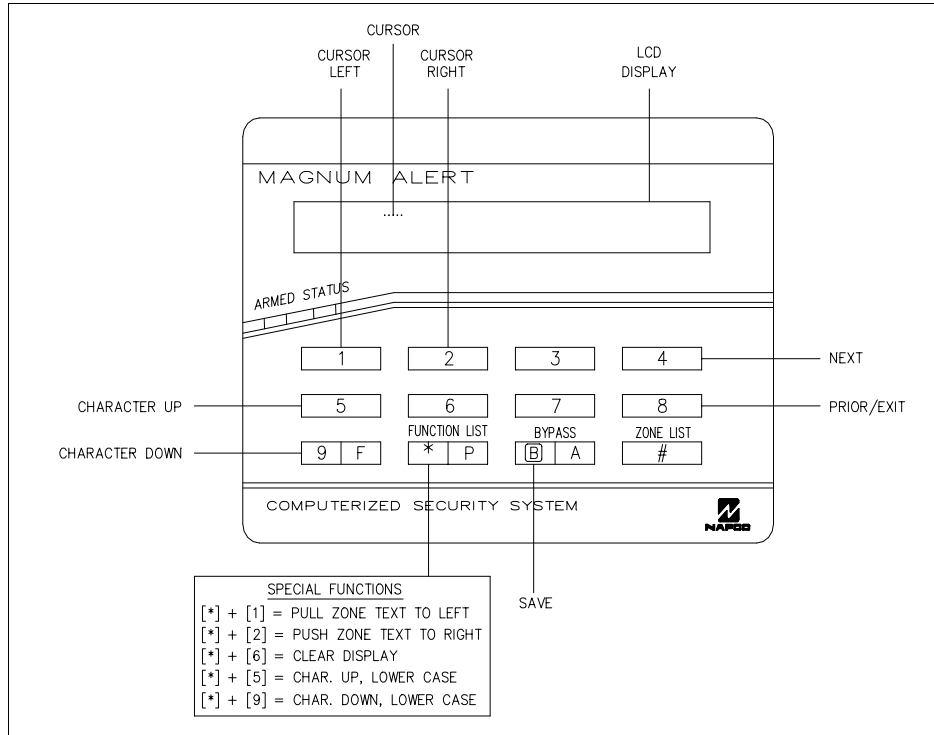 CURSOR
CURSOR LEFT
CURSOR RIGHT
LCD DISPLAY
MAGNUM ALERT
.....
ARMED STATUS
1 2 3 4
NEXT
CHARACTER UP
5 6 7 8
PRIOR/EXIT
FUNCTION LIST BYPASS ZONE LIST
CHARACTER DOWN
9 F * P B A #
COMPUTERIZED SECURITY SYSTEM
NAPCO
SPECIAL FUNCTIONS
[*] + [1] = PULL ZONE TEXT TO LEFT
[*] + [2] = PUSH ZONE TEXT TO RIGHT
[*] + [6] = CLEAR DISPLAY
[*] + [5] = CHAR. UP, LOWER CASE
[*] + [9] = CHAR. DOWN, LOWER CASE
SAVE